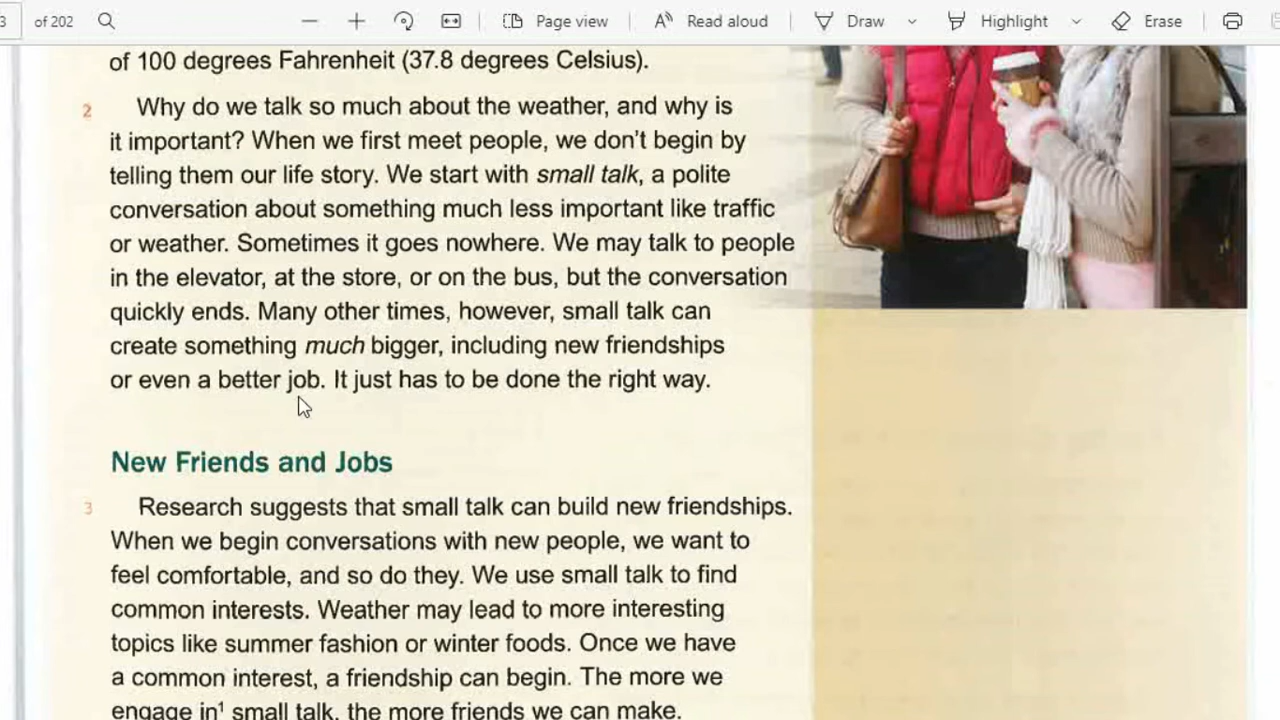 3 of 202 Page view Read aloud Draw Highlight Erase
of 100 degrees Fahrenheit (37.8 degrees Celsius).
2 Why do we talk so much about the weather, and why is
it important? When we first meet people, we don't begin by
telling them our life story. We start with small talk, a polite
conversation about something much less important like traffic
or weather. Sometimes it goes nowhere. We may talk to people
in the elevator, at the store, or on the bus, but the conversation
quickly ends. Many other times, however, small talk can
create something much bigger, including new friendships
or even a better job. It just has to be done the right way.
New Friends and Jobs
3 Research suggests that small talk can build new friendships.
When we begin conversations with new people, we want to
feel comfortable, and so do they. We use small talk to find
common interests. Weather may lead to more interesting
topics like summer fashion or winter foods. Once we have
a common interest, a friendship can begin. The more we
engage in¹ small talk, the more friends we can make.